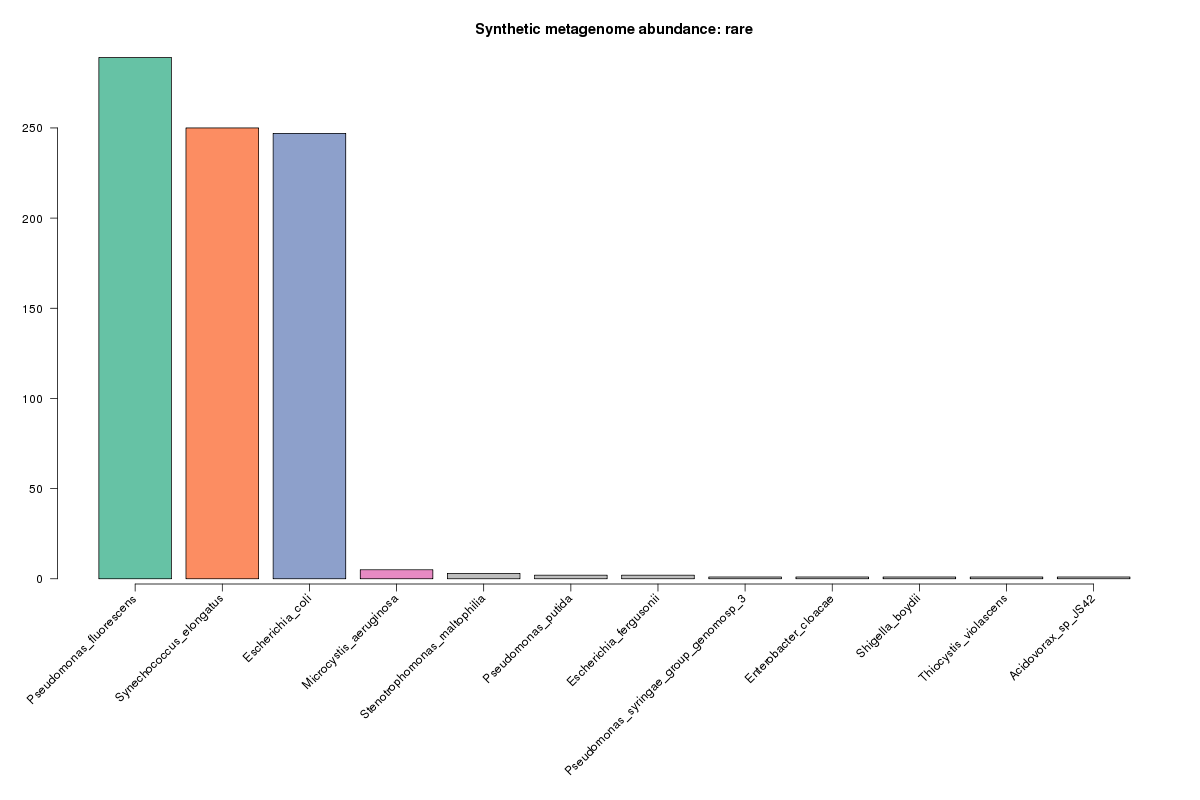 Synthetic metagenome abundance: rare
250
200
150
100
50
0
Pseudomonas_fluorescens
Synechococcus_elongatus
Escherichia_coli
Microcystis_aeruginosa
Stenotrophomonas_maltophilia
Pseudomonas_putida
Escherichia_fergusonii
Pseudomonas_syringae_group_genomosp_3
Enterobacter_cloacae
Shigella_boydii
Thiocystis_violascens
Acidovorax_sp_JS42